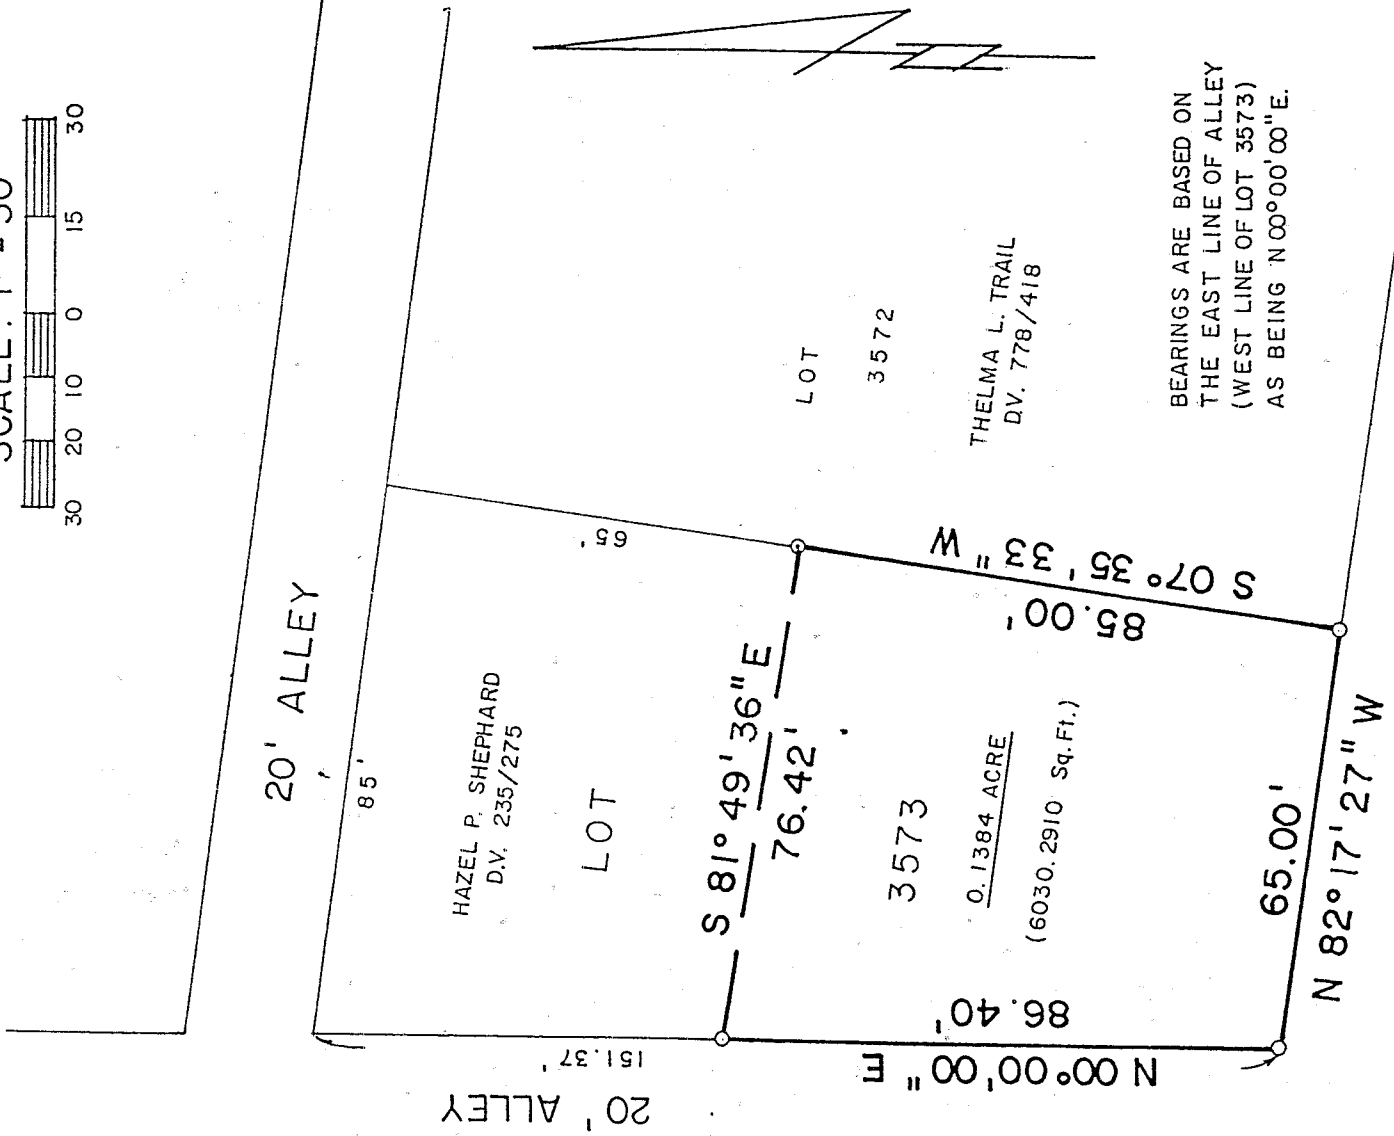 SCALE: 1" = 30'
30 20 10 0 15 30
20' ALLEY
85'
HAZEL P. SHEPHARD
D.V. 235/275
LOT
65'
151.37'
20' ALLEY
S 81° 49' 36" E
76.42'
3573
0.1384 ACRE
(6030.2910 Sq.Ft.)
86.40'
N 00°00'00" E
S 07° 35' 33" W
85.00'
65.00'
N 82° 17' 27" W
LOT
3572
THELMA L. TRAIL
D.V. 778/418
N
BEARINGS ARE BASED ON
THE EAST LINE OF ALLEY
(WEST LINE OF LOT 3573)
AS BEING N 00°00'00"E.